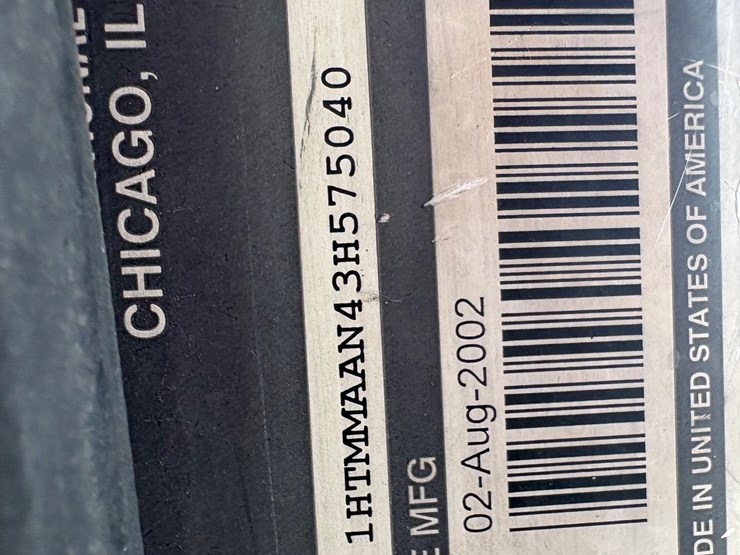 CHICAGO, IL
1HTMMAAN43H575040
MFG
02-Aug-2002
DE IN UNITED STATES OF AMERICA